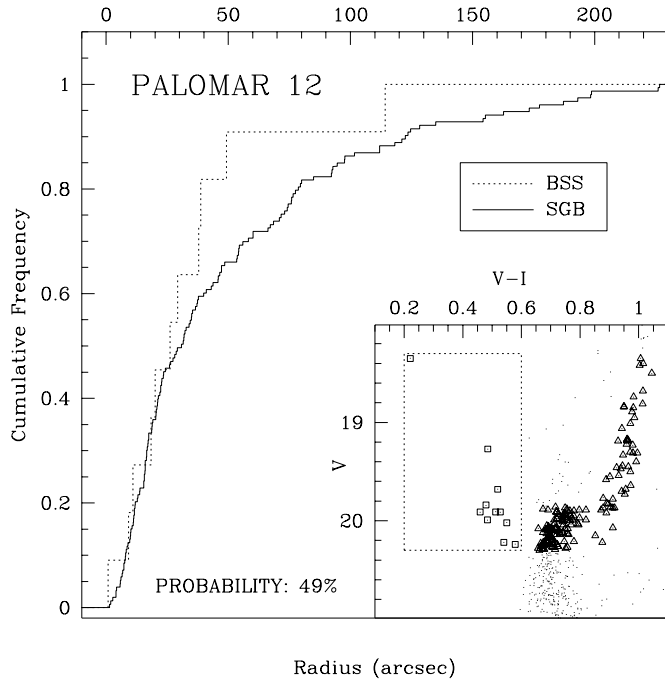 0 50 100 150 200
PALOMAR 12
1
0.8
0.6
0.4
0.2
0
Cumulative Frequency
BSS
SGB
V-I
0.2 0.4 0.6 0.8 1
V
19
20
PROBABILITY: 49%
Radius (arcsec)